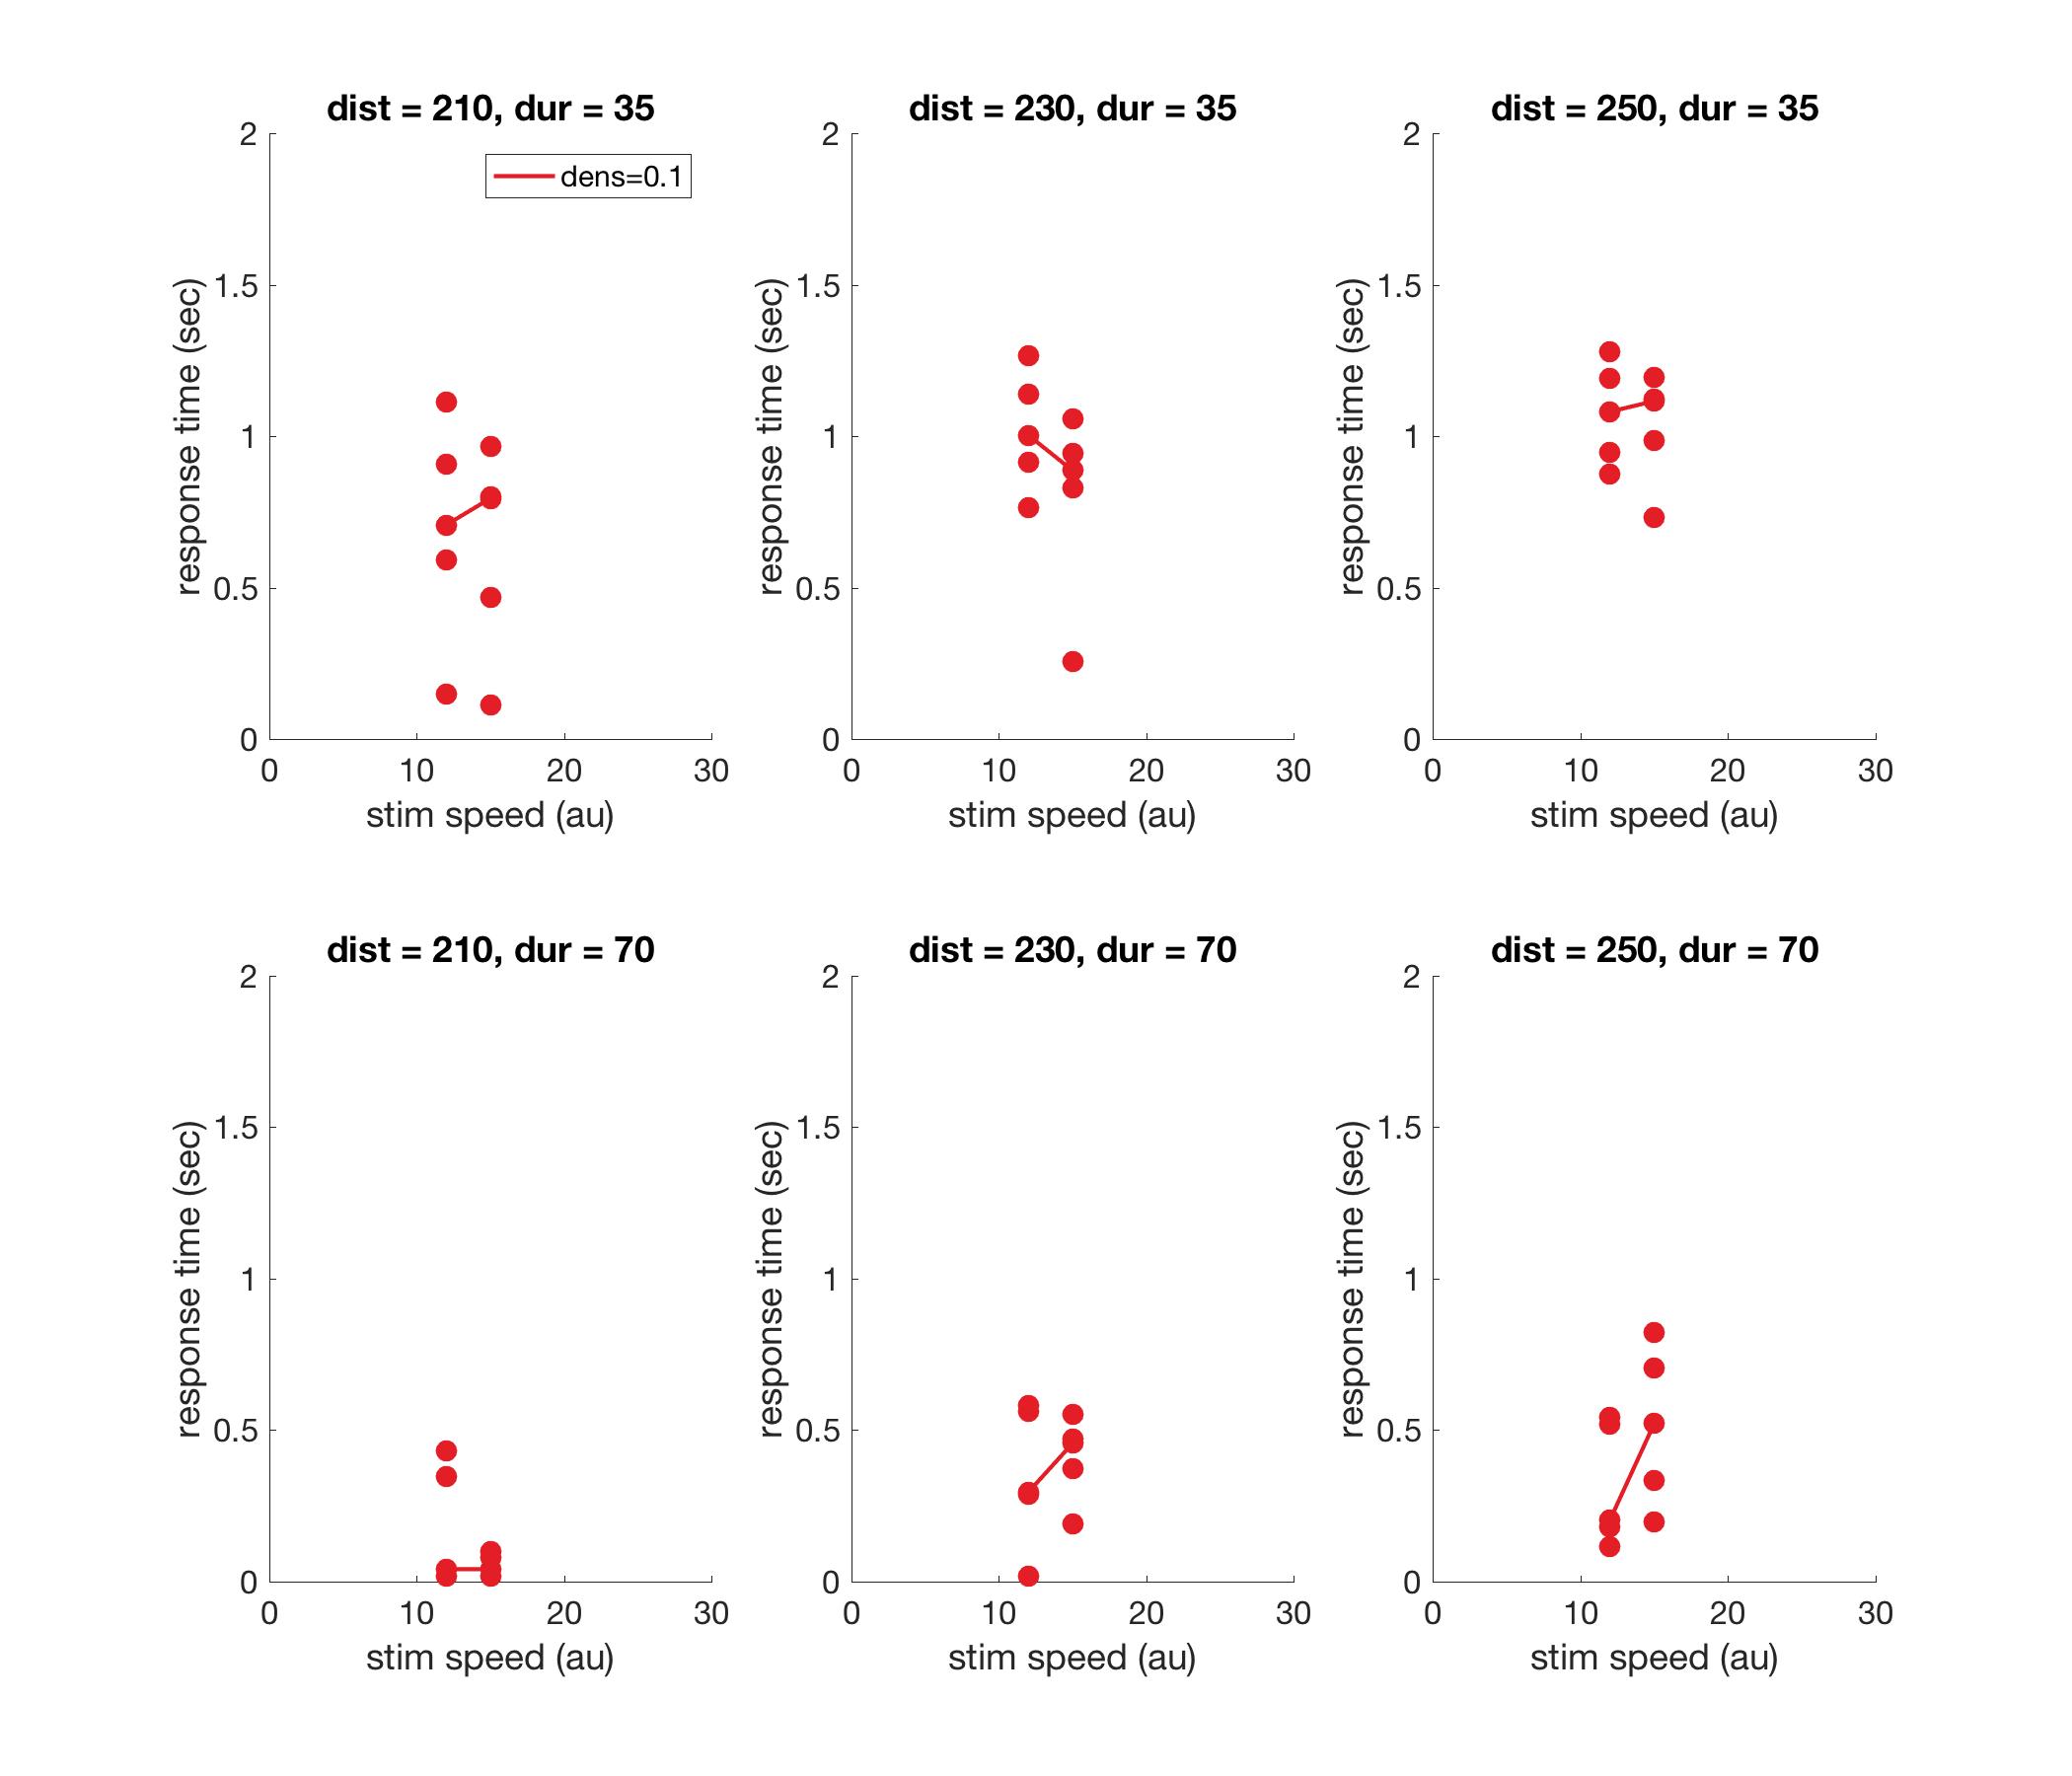 dist = 210, dur = 35
dens=0.1
response time (sec)
2
1.5
1
0.5
0
0 10 20 30
stim speed (au)
dist = 230, dur = 35
response time (sec)
2
1.5
1
0.5
0
0 10 20 30
stim speed (au)
dist = 250, dur = 35
response time (sec)
2
1.5
1
0.5
0
0 10 20 30
stim speed (au)
dist = 210, dur = 70
response time (sec)
2
1.5
1
0.5
0
0 10 20 30
stim speed (au)
dist = 230, dur = 70
response time (sec)
2
1.5
1
0.5
0
0 10 20 30
stim speed (au)
dist = 250, dur = 70
response time (sec)
2
1.5
1
0.5
0
0 10 20 30
stim speed (au)